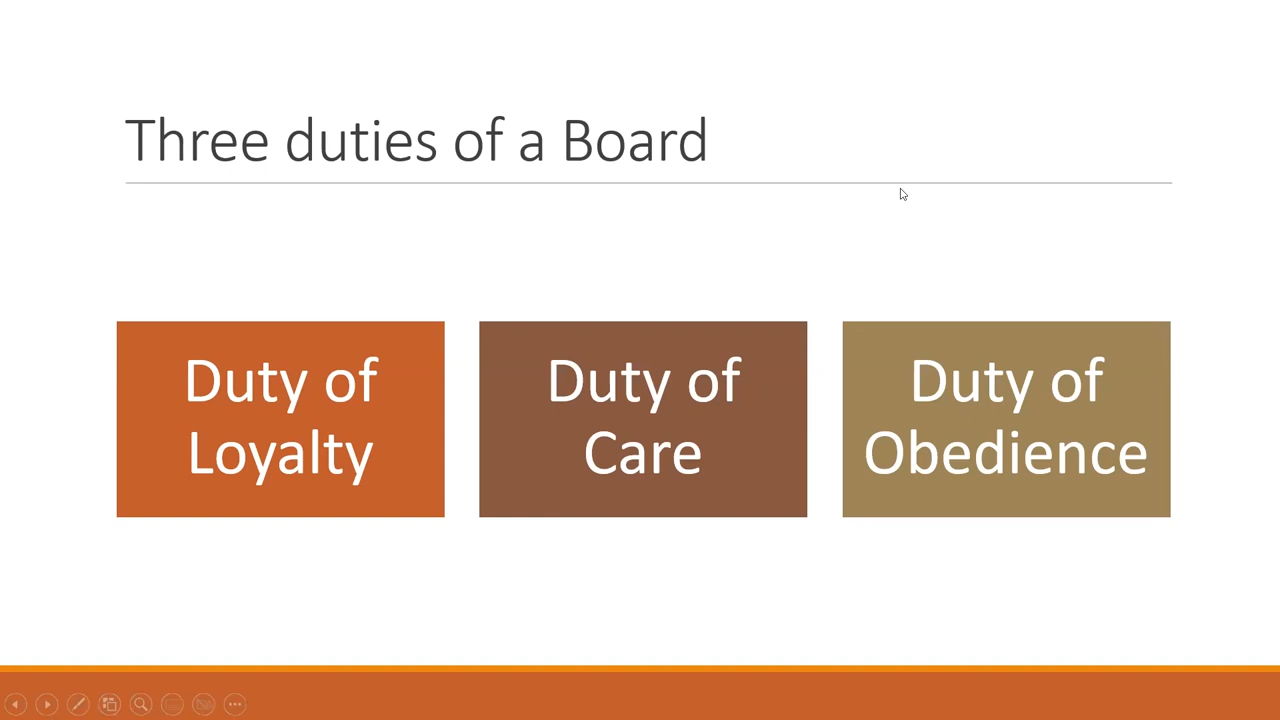 Three duties of a Board
Duty of
Loyalty
Duty of
Care
Duty of
Obedience